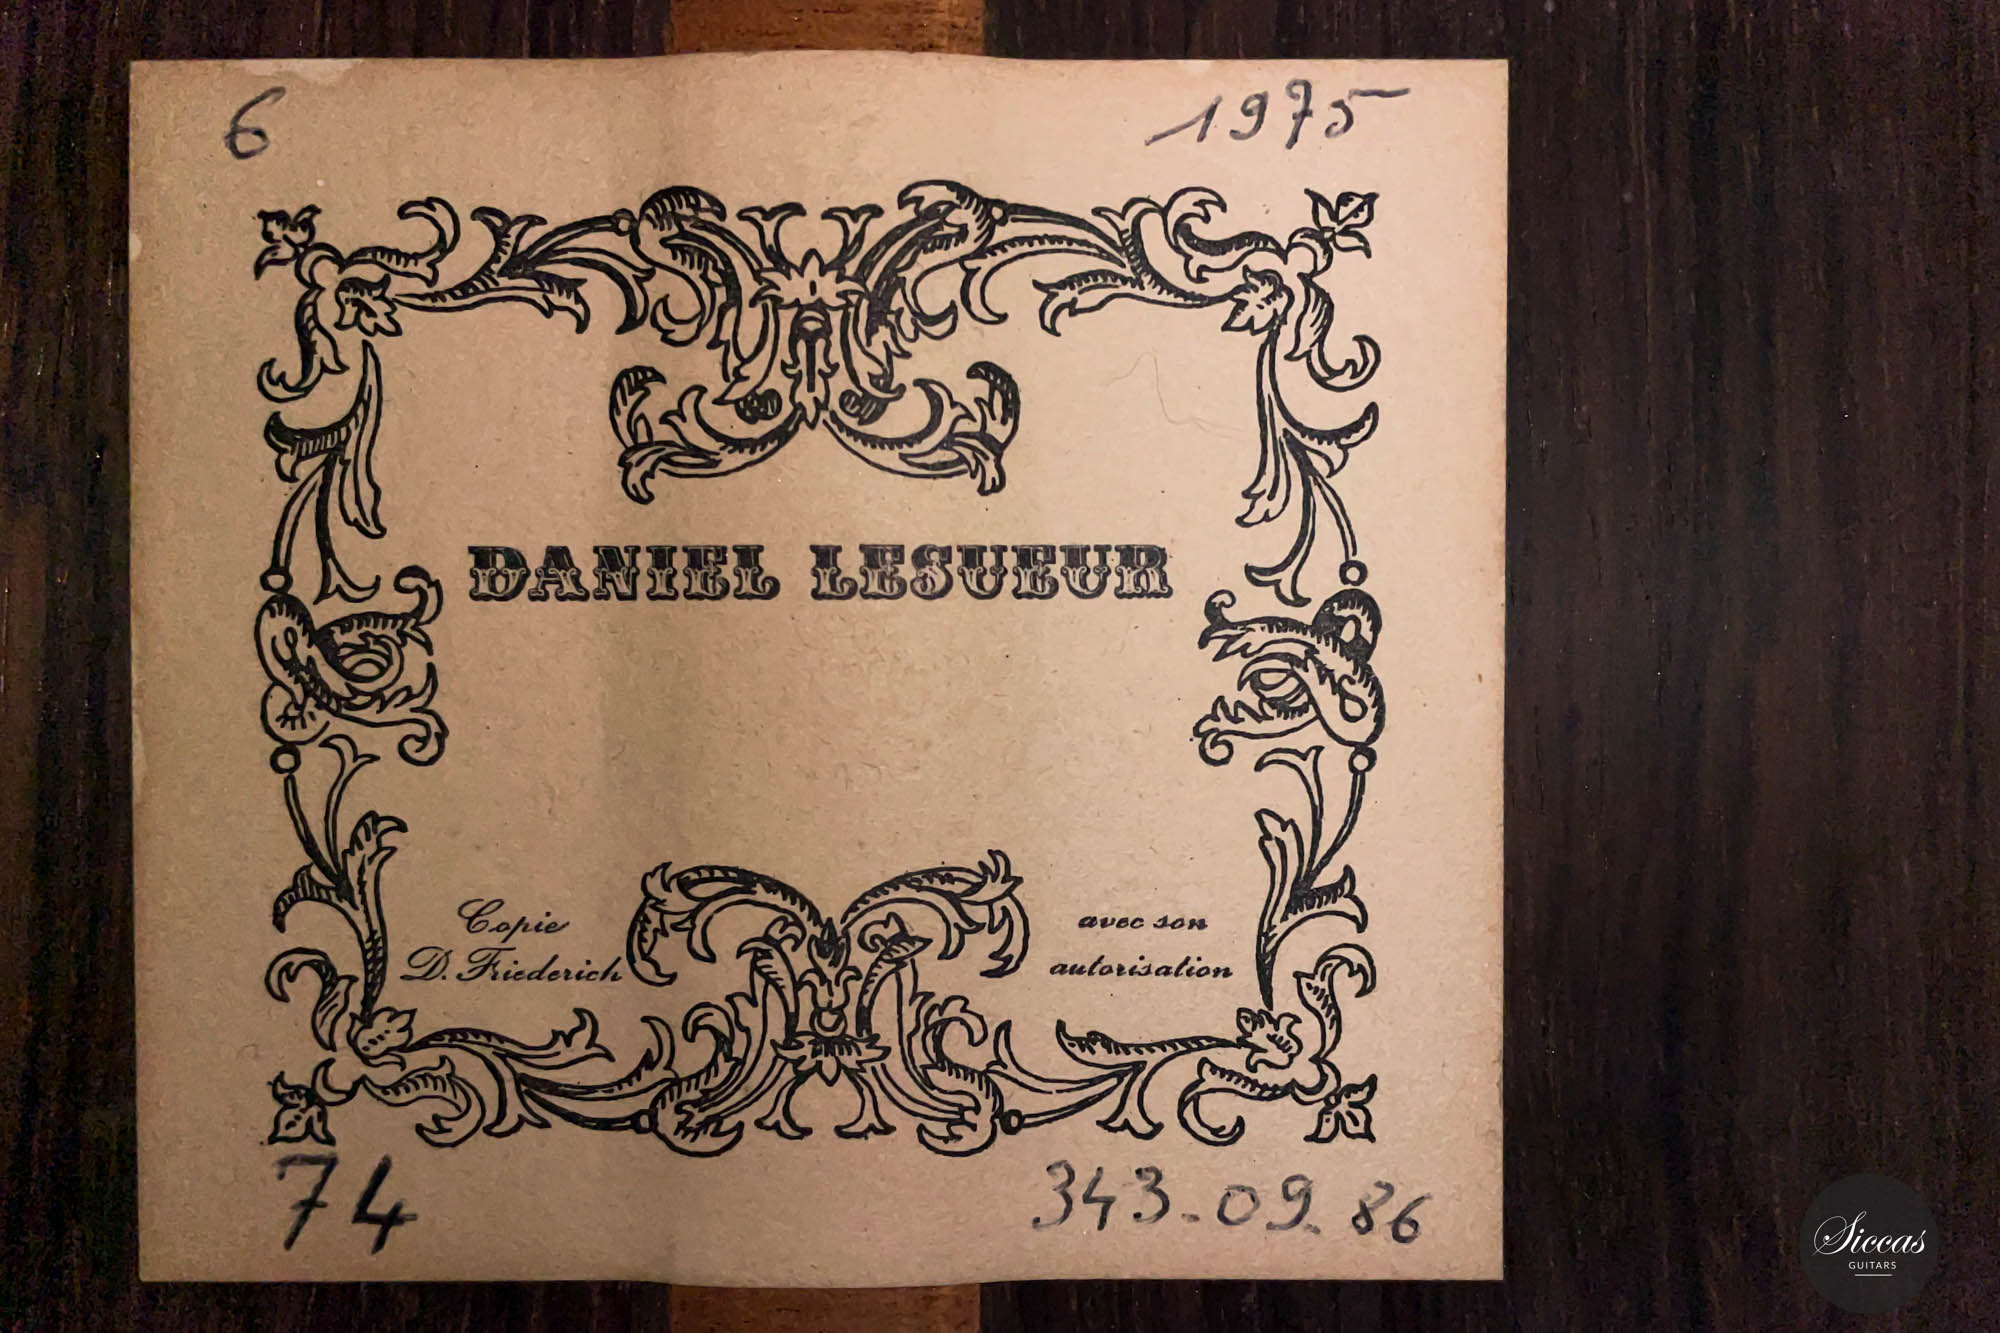 6
1975
DANIEL LESUEUR
Copie
D. Friederich
avec son
autorisation
74
343.09.86
Siccas
GUITARS